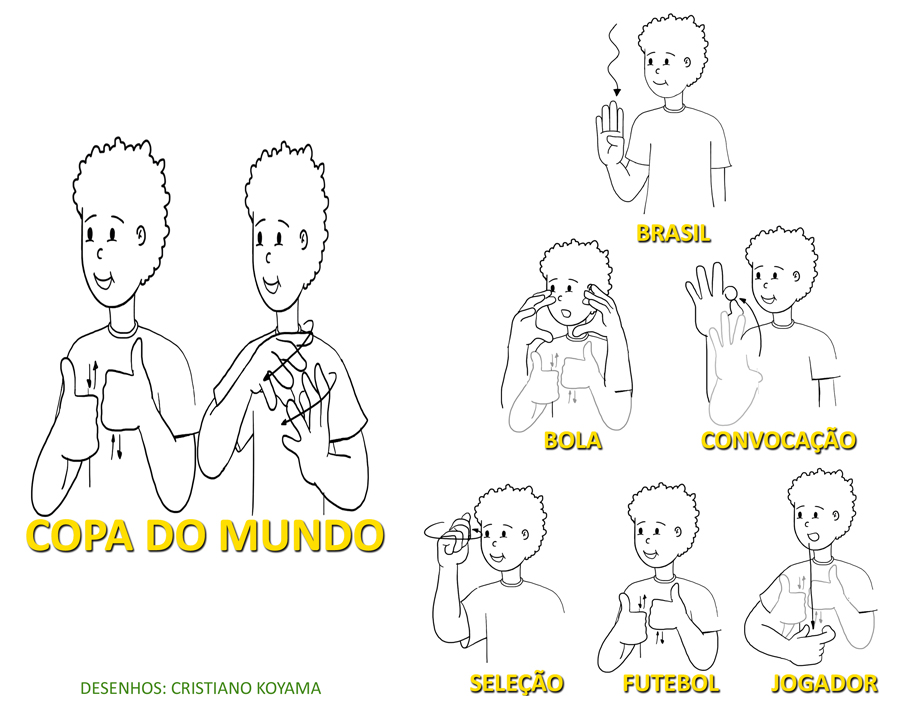 BRASIL
BOLA
CONVOCAÇÃO
COPA DO MUNDO
SELEÇÃO
FUTEBOL
JOGADOR
DESENHOS: CRISTIANO KOYAMA